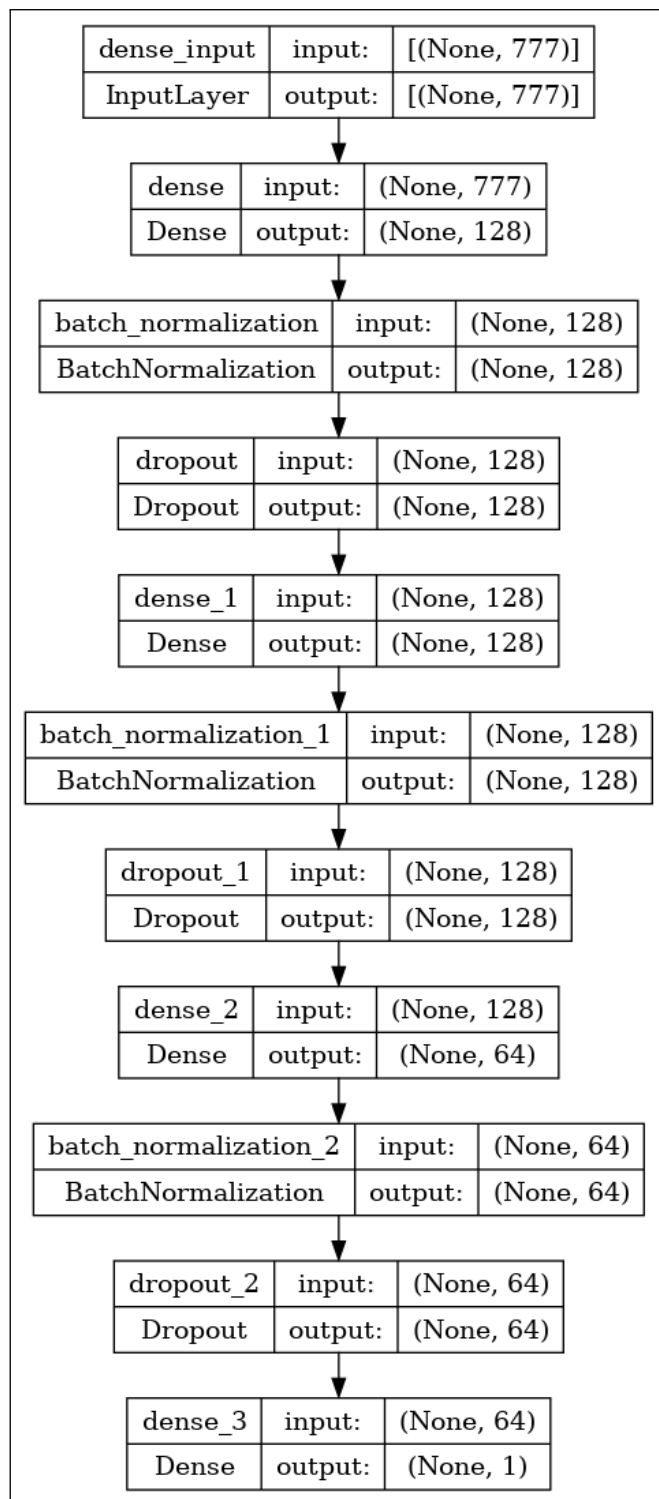 dense_input input: [(None, 777)]
InputLayer output: [(None, 777)]
dense input: (None, 777)
Dense output: (None, 128)
batch_normalization input: (None, 128)
BatchNormalization output: (None, 128)
dropout input: (None, 128)
Dropout output: (None, 128)
dense_1 input: (None, 128)
Dense output: (None, 128)
batch_normalization_1 input: (None, 128)
BatchNormalization output: (None, 128)
dropout_1 input: (None, 128)
Dropout output: (None, 128)
dense_2 input: (None, 128)
Dense output: (None, 64)
batch_normalization_2 input: (None, 64)
BatchNormalization output: (None, 64)
dropout_2 input: (None, 64)
Dropout output: (None, 64)
dense_3 input: (None, 64)
Dense output: (None, 1)